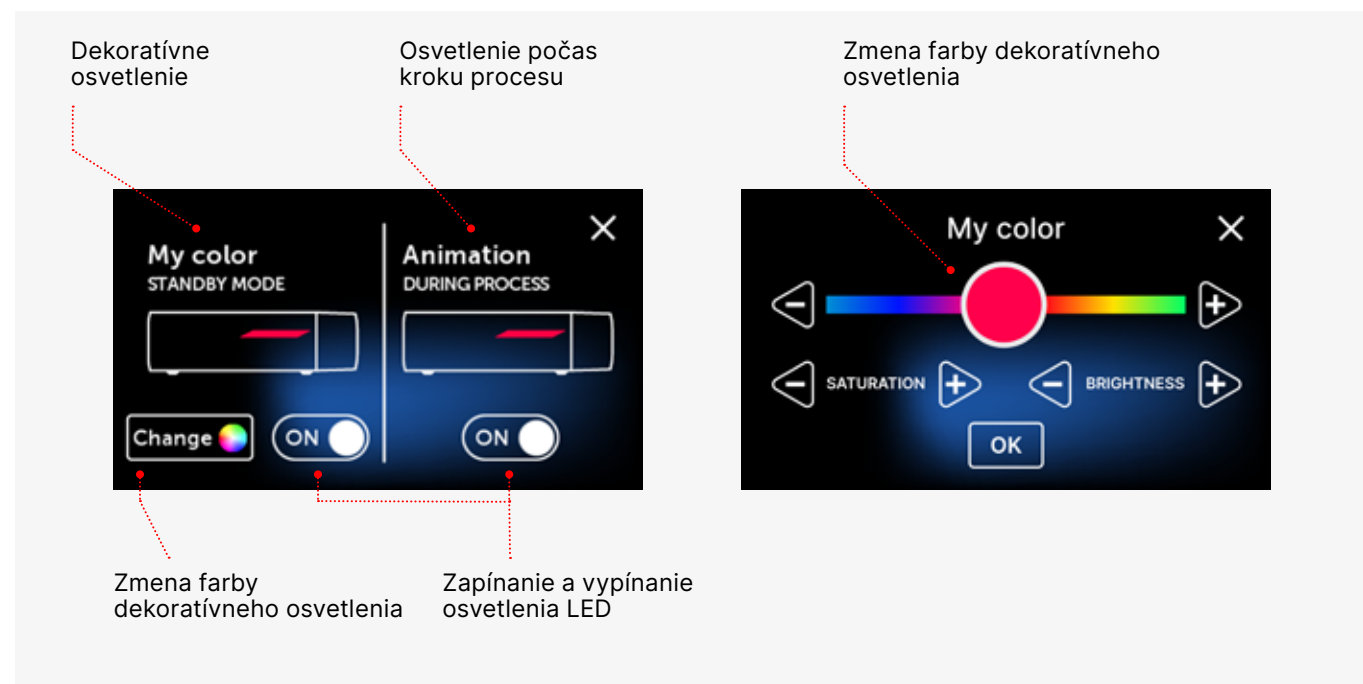 Dekoratívne
osvetlenie
Osvetlenie počas
kroku procesu
Zmena farby dekoratívneho
osvetlenia
My color
STANDBY MODE
Animation
DURING PROCESS
Change
ON
ON
My color
SATURATION
BRIGHTNESS
OK
Zmena farby
dekoratívneho osvetlenia
Zapínanie a vypínanie
osvetlenia LED